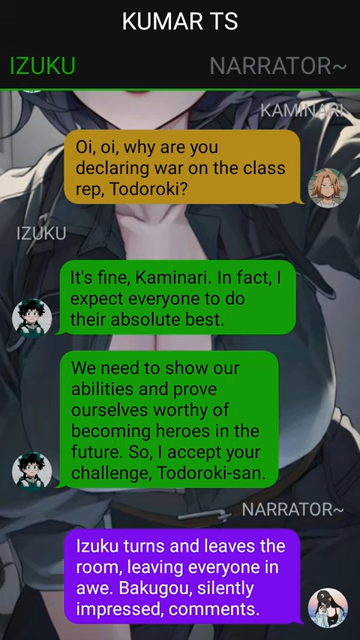 KUMAR TS
IZUKU
NARRATOR~
KAMINARI
Oi, oi, why are you
declaring war on the class
rep, Todoroki?
IZUKU
It's fine, Kaminari. In fact, I
expect everyone to do
their absolute best.
We need to show our
abilities and prove
ourselves worthy of
becoming heroes in the
future. So, I accept your
challenge, Todoroki-san.
NARRATOR~
Izuku turns and leaves the
room, leaving everyone in
awe. Bakugou, silently
impressed, comments.